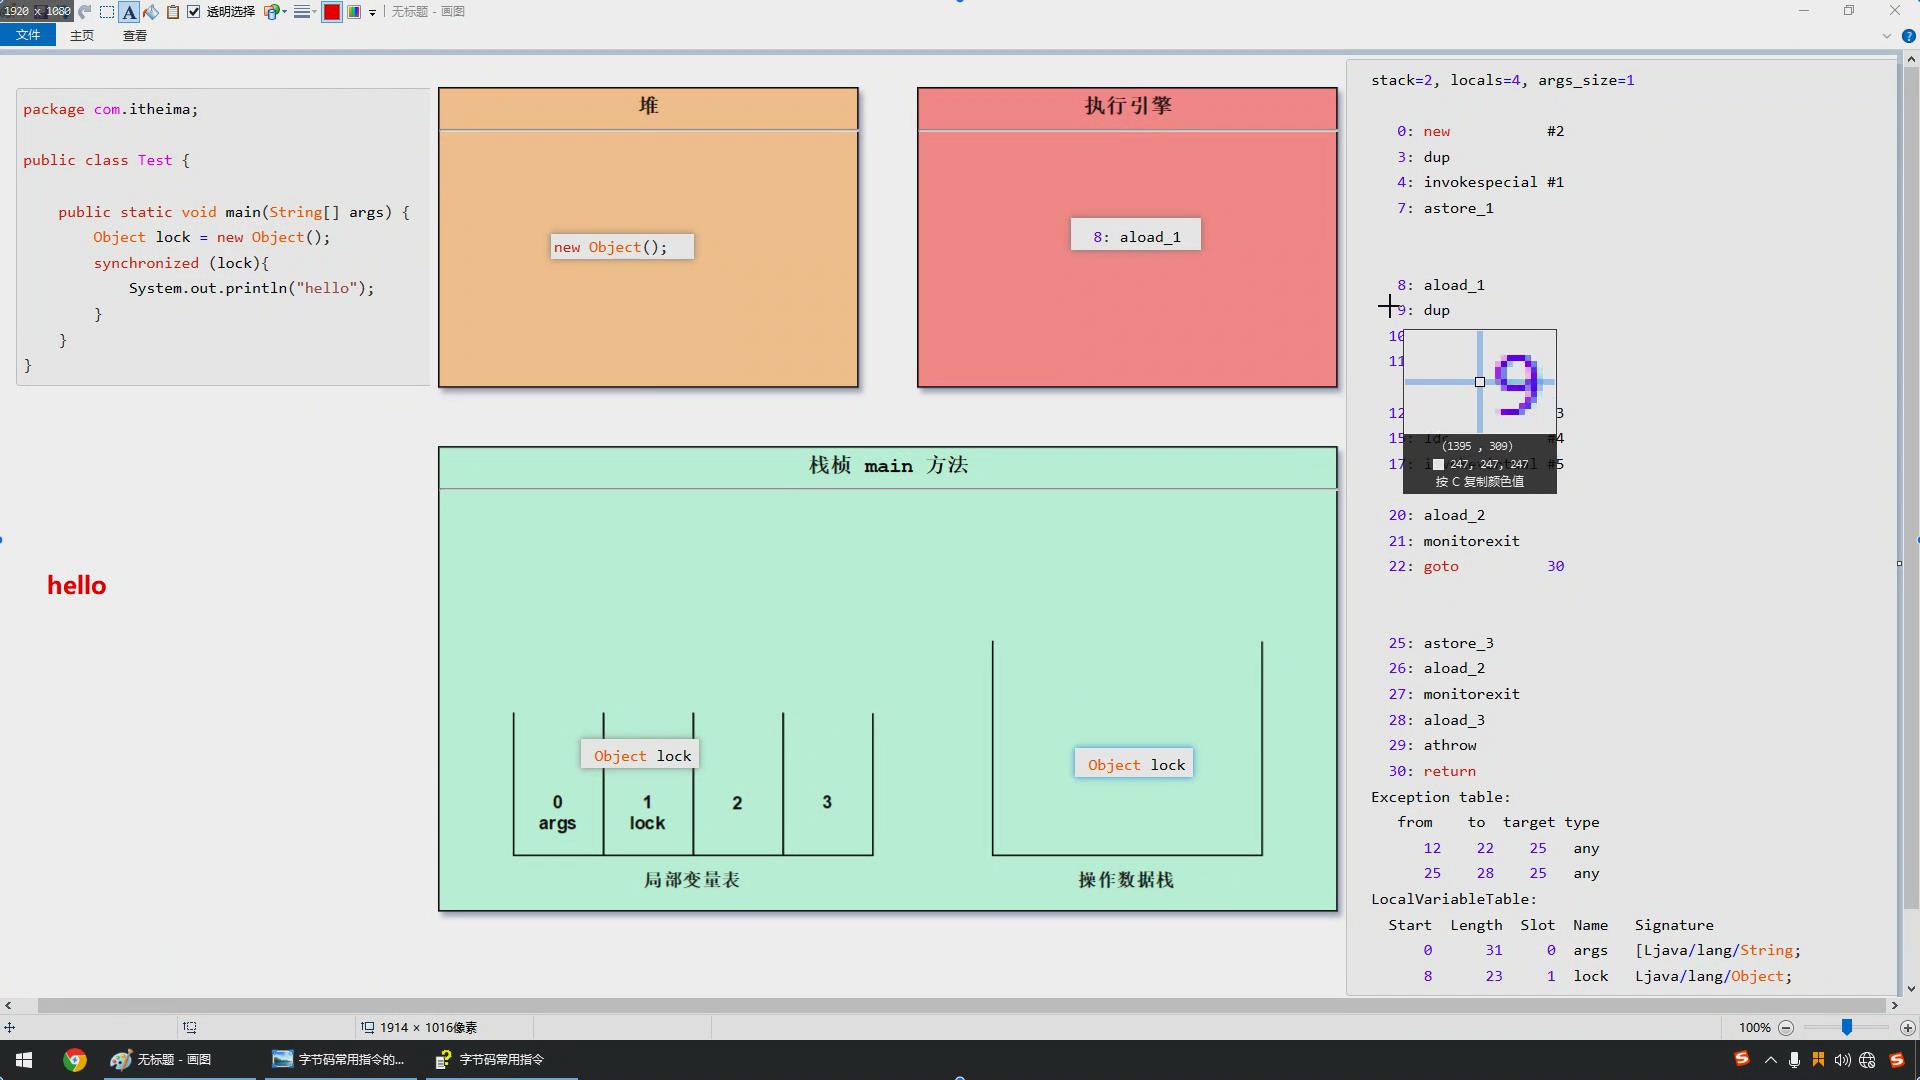 1920 x 1080
透明选择
无标题 - 画图
文件
主页
查看
package com.itheima;
public class Test {
public static void main(String[] args) {
Object lock = new Object();
synchronized (lock){
System.out.println("hello");
}
}
}
hello
堆
new Object();
执行引擎
8: aload_1
栈桢 main 方法
Object lock
0
args
1
lock
2
3
局部变量表
Object lock
操作数据栈
stack=2, locals=4, args_size=1
0: new #2
3: dup
4: invokespecial #1
7: astore_1
8: aload_1
9: dup
10
11
12 3
15: ldc #4
17: #5
9
(1395 , 309)
247, 247, 247
按 C 复制颜色值
20: aload_2
21: monitorexit
22: goto 30
25: astore_3
26: aload_2
27: monitorexit
28: aload_3
29: athrow
30: return
Exception table:
from to target type
12 22 25 any
25 28 25 any
LocalVariableTable:
Start Length Slot Name Signature
0 31 0 args [Ljava/lang/String;
8 23 1 lock Ljava/lang/Object;
1914 × 1016像素
100%
无标题 - 画图
字节码常用指令的...
字节码常用指令